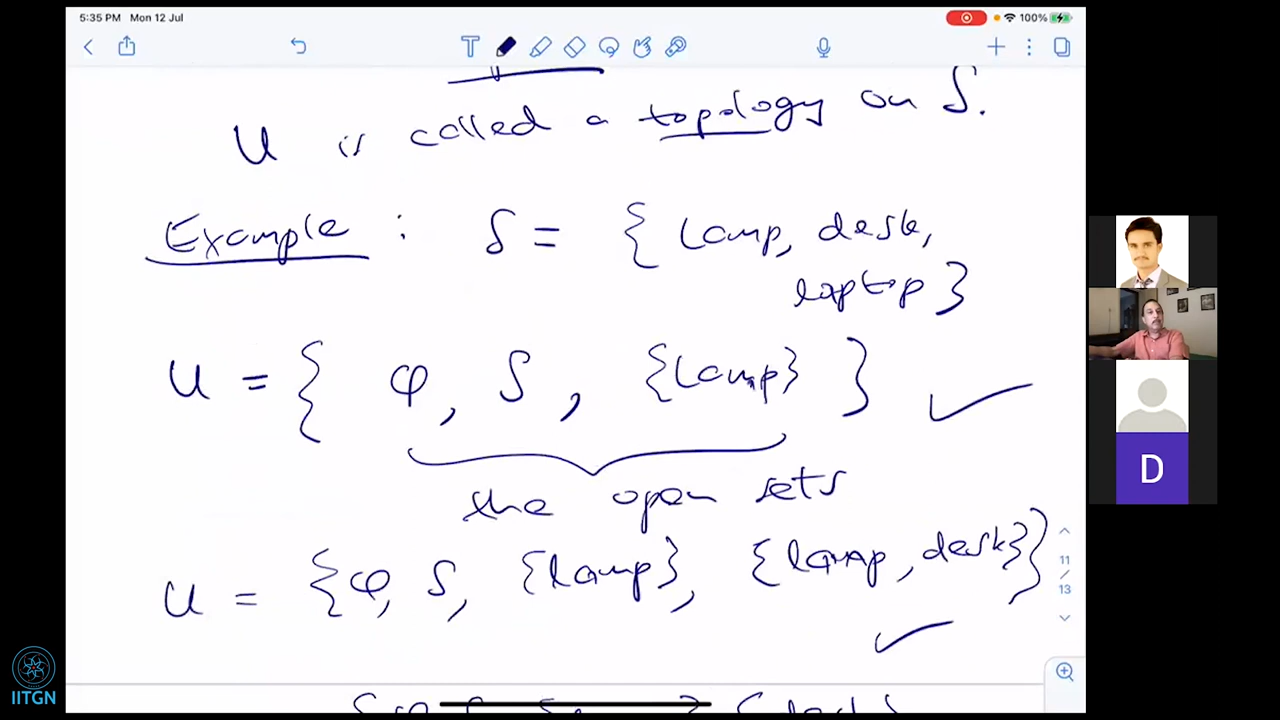 5:35 PM Mon 12 Jul
100%
U is called a topology on S.
Example : S = { lamp, desk,
laptop }
U = { φ, S, {lamp} } ✓
the open sets
U = {φ, S, {lamp}, {lamp, desk}}
✓
11
/
13
D
IITGN